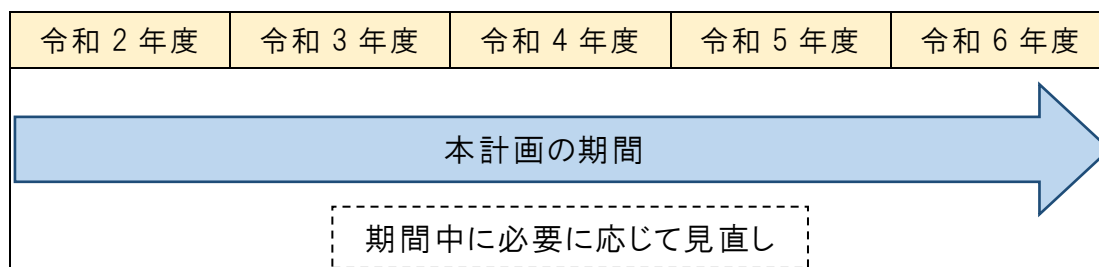 令和 2 年度 令和 3 年度 令和 4 年度 令和 5 年度 令和 6 年度
本計画の期間
期間中に必要に応じて見直し